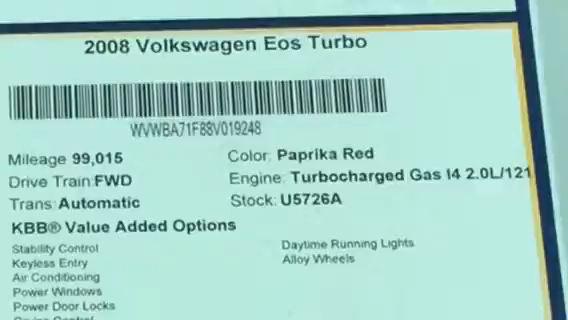 2008 Volkswagen Eos Turbo
WVWBA71F88V019248
Mileage 99,015
Color: Paprika Red
Drive Train:FWD
Engine: Turbocharged Gas I4 2.0L/121
Trans: Automatic
Stock: U5726A
KBB® Value Added Options
Stability Control
Daytime Running Lights
Keyless Entry
Alloy Wheels
Air Conditioning
Power Windows
Power Door Locks